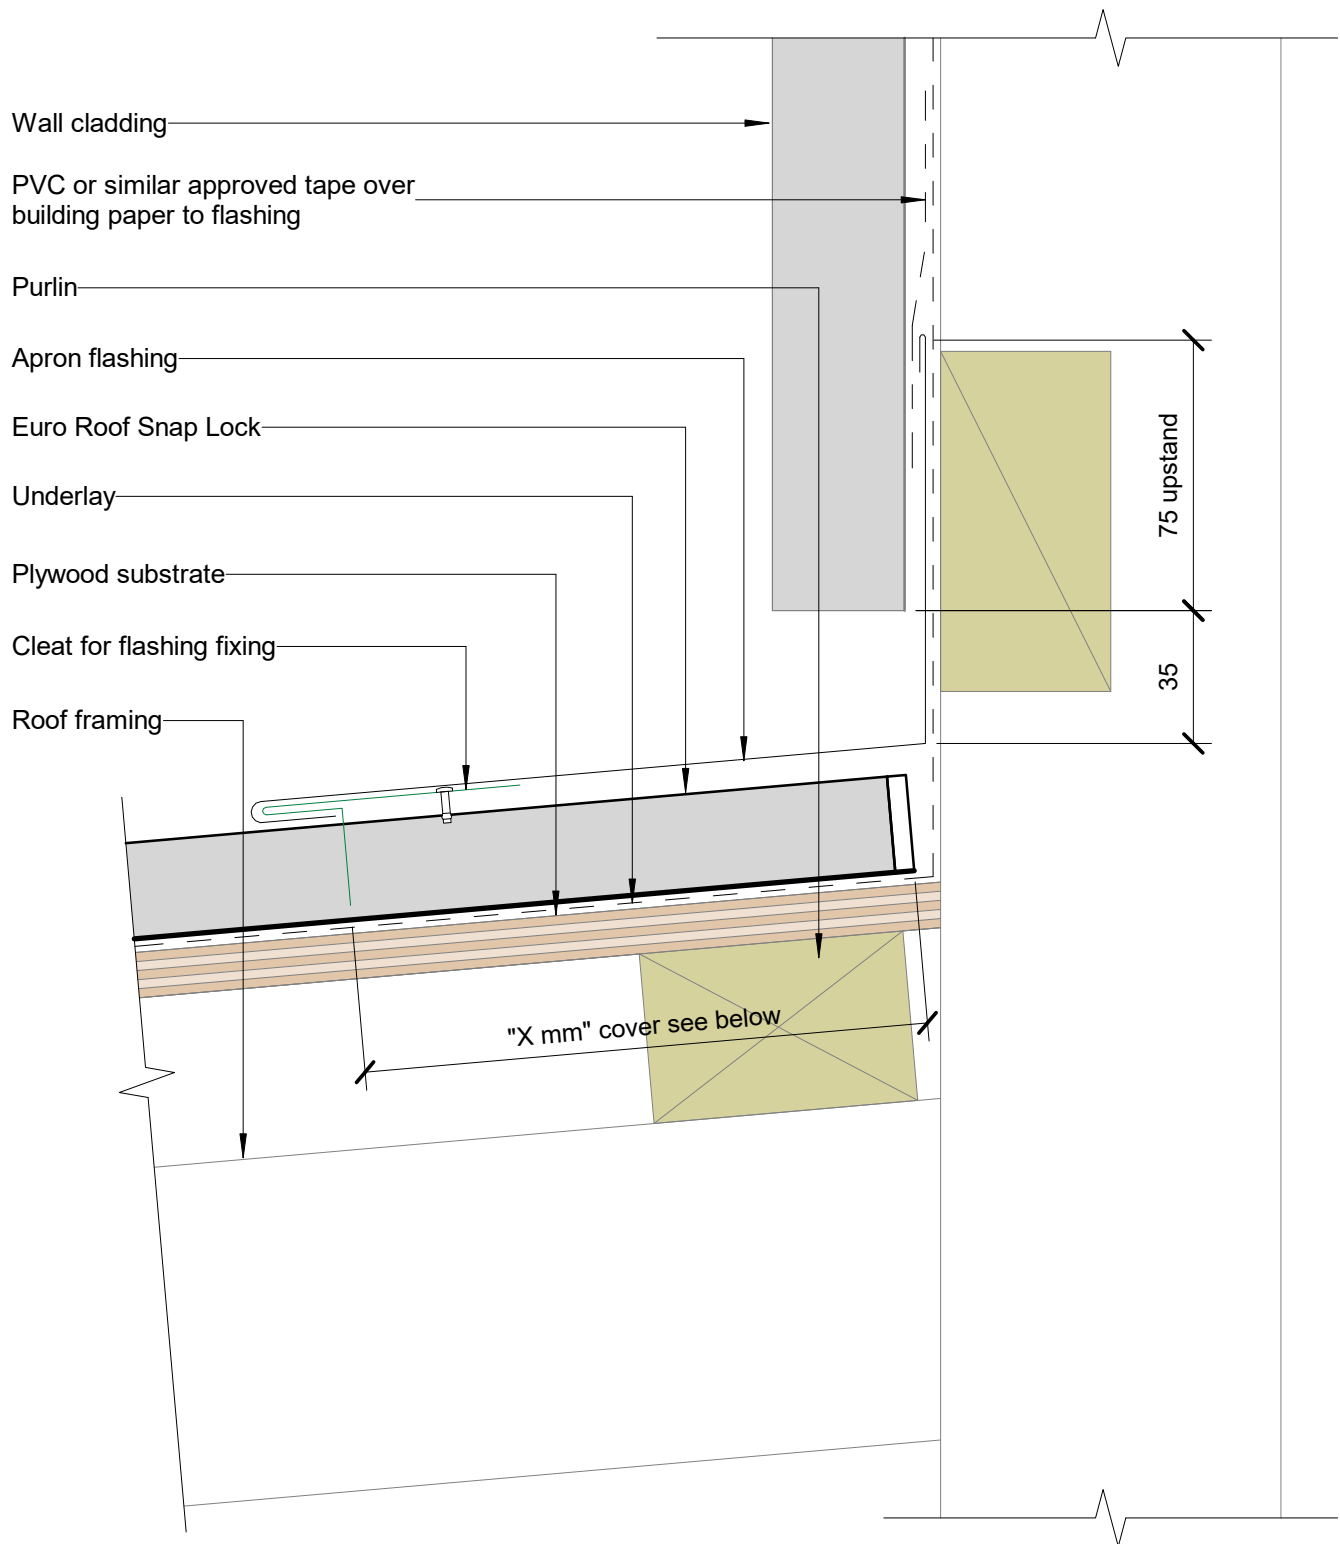 Wall cladding
PVC or similar approved tape over
building paper to flashing
Purlin
Apron flashing
Euro Roof Snap Lock
Underlay
Plywood substrate
Cleat for flashing fixing
Roof framing
75 upstand
35
"X mm" cover see below